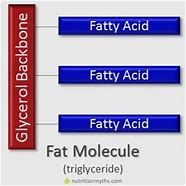 Glycerol Backbone
Fatty Acid
Fatty Acid
Fatty Acid
Fat Molecule
(triglyceride)
nutritionmyths.com